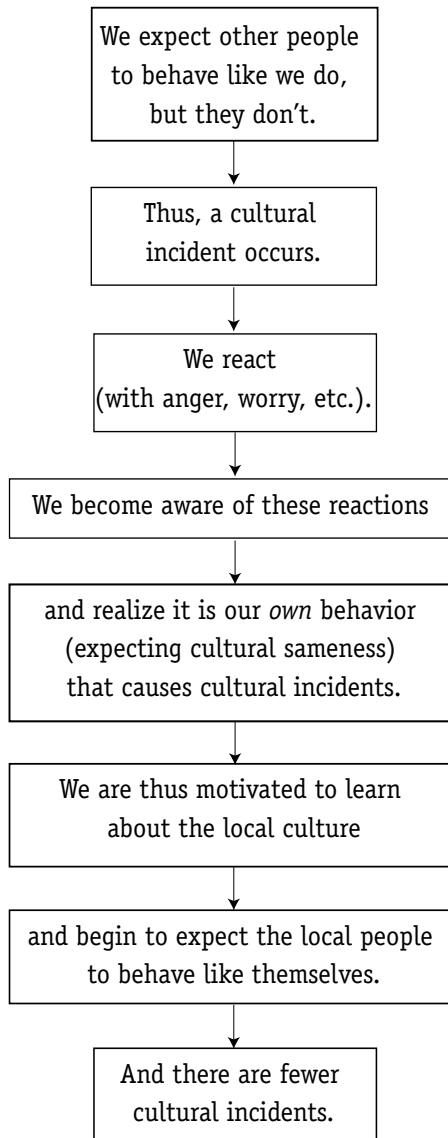 We expect other people
to behave like we do,
but they don’t.
Thus, a cultural
incident occurs.
We react
(with anger, worry, etc.).
We become aware of these reactions
and realize it is our own behavior
(expecting cultural sameness)
that causes cultural incidents.
We are thus motivated to learn
about the local culture
and begin to expect the local people
to behave like themselves.
And there are fewer
cultural incidents.